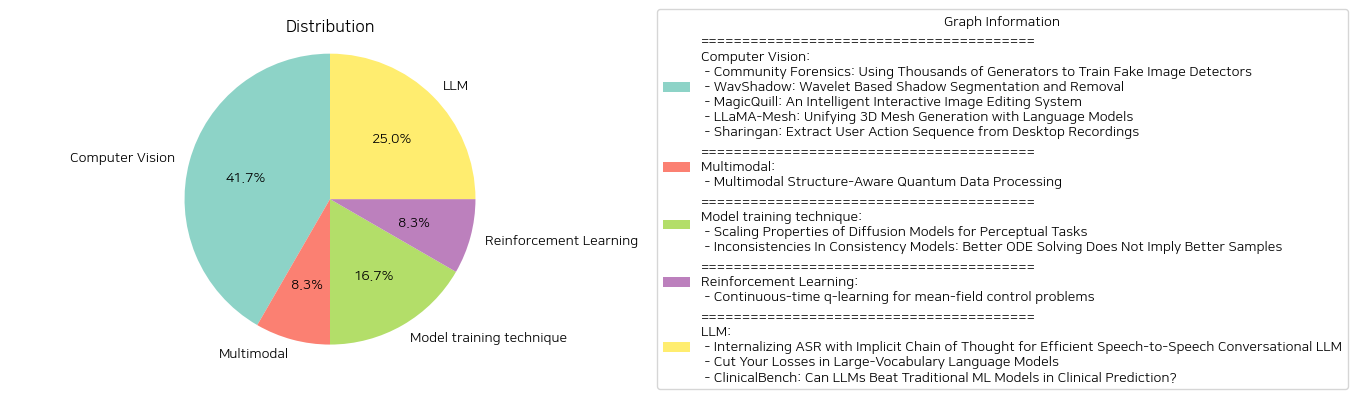 Distribution
LLM
25.0%
Computer Vision
41.7%
8.3%
Reinforcement Learning
16.7%
8.3%
Model training technique
Multimodal
Graph Information
========================================
Computer Vision:
- Community Forensics: Using Thousands of Generators to Train Fake Image Detectors
- WavShadow: Wavelet Based Shadow Segmentation and Removal
- MagicQuill: An Intelligent Interactive Image Editing System
- LLaMA-Mesh: Unifying 3D Mesh Generation with Language Models
- Sharingan: Extract User Action Sequence from Desktop Recordings
========================================
Multimodal:
- Multimodal Structure-Aware Quantum Data Processing
========================================
Model training technique:
- Scaling Properties of Diffusion Models for Perceptual Tasks
- Inconsistencies In Consistency Models: Better ODE Solving Does Not Imply Better Samples
========================================
Reinforcement Learning:
- Continuous-time q-learning for mean-field control problems
========================================
LLM:
- Internalizing ASR with Implicit Chain of Thought for Efficient Speech-to-Speech Conversational LLM
- Cut Your Losses in Large-Vocabulary Language Models
- ClinicalBench: Can LLMs Beat Traditional ML Models in Clinical Prediction?